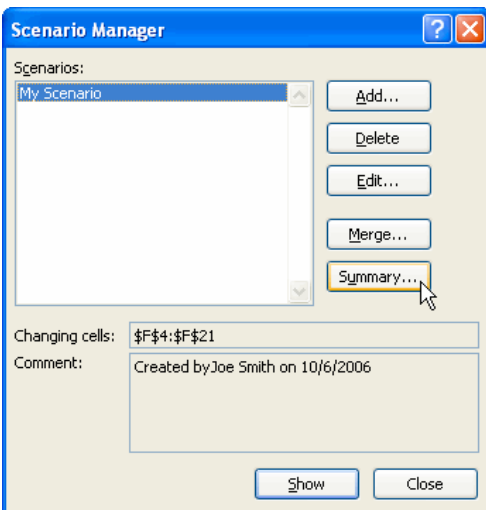 Scenario Manager
Scenarios:
My Scenario
Add...
Delete
Edit...
Merge...
Summary...
Changing cells: $F$4:$F$21
Comment: Created byJoe Smith on 10/6/2006
Show Close